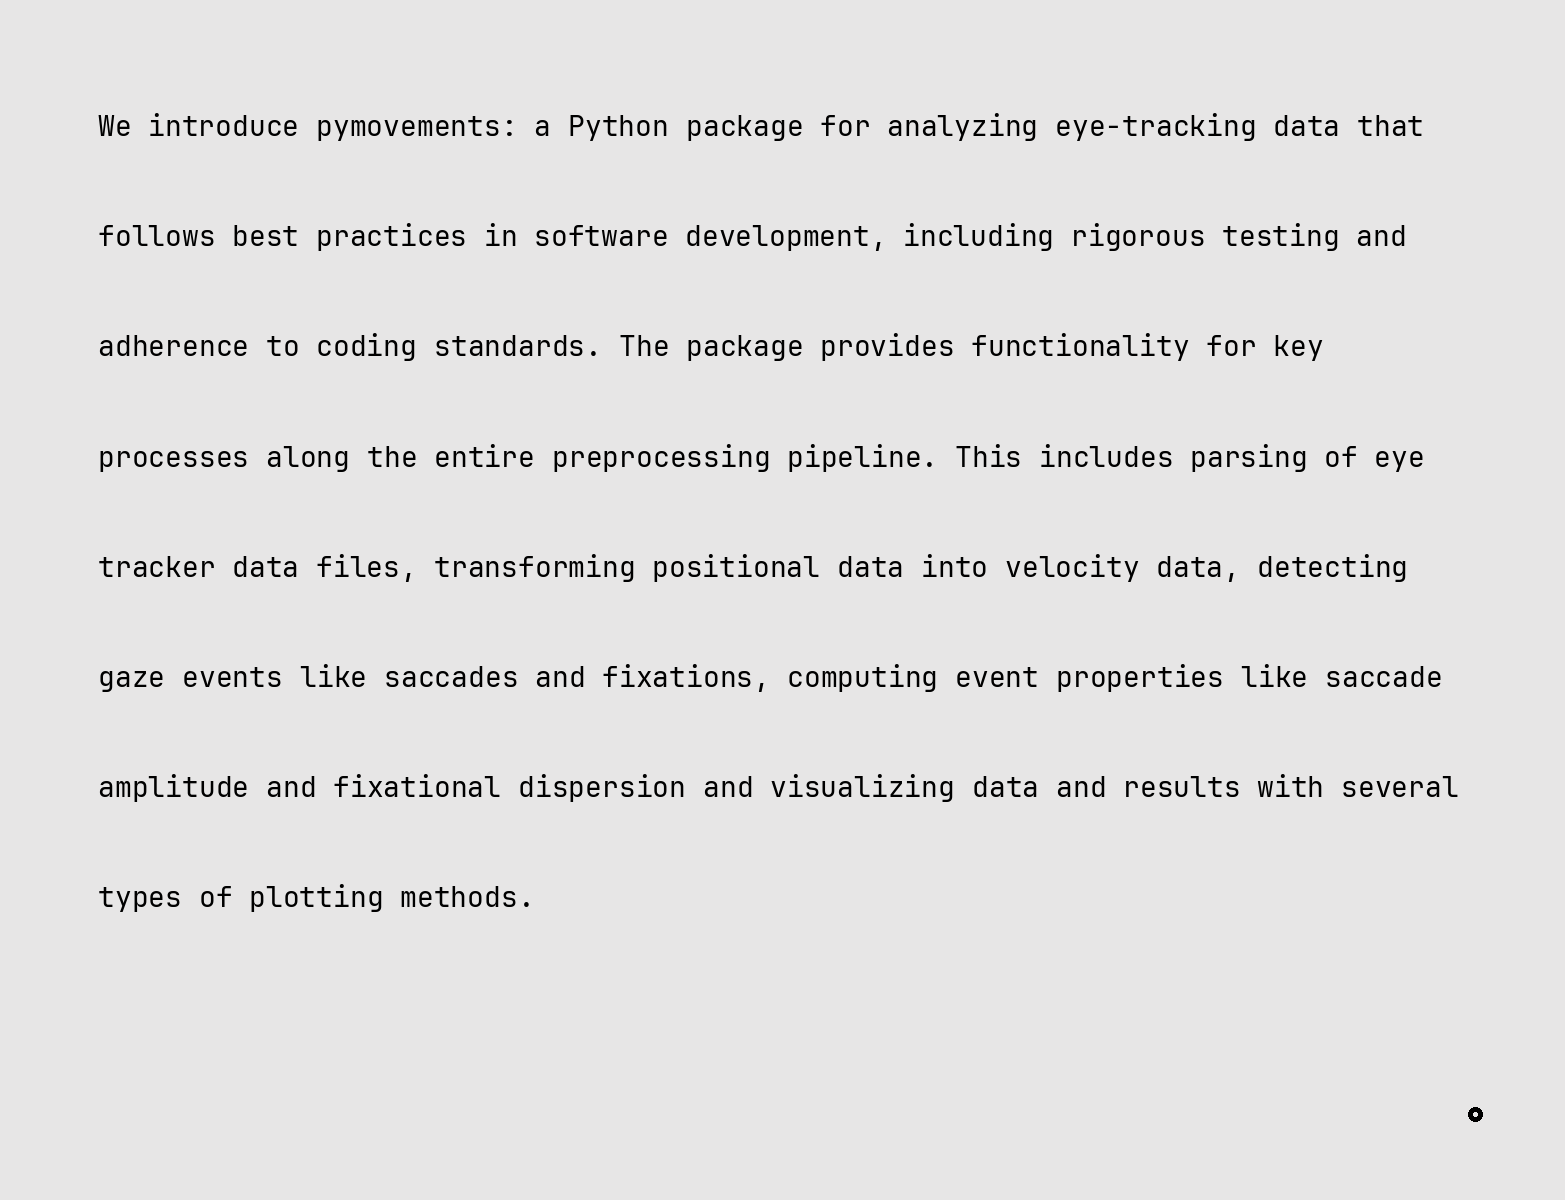 We introduce pymovements: a Python package for analyzing eye-tracking data that
follows best practices in software development, including rigorous testing and
adherence to coding standards. The package provides functionality for key
processes along the entire preprocessing pipeline. This includes parsing of eye
tracker data files, transforming positional data into velocity data, detecting
gaze events like saccades and fixations, computing event properties like saccade
amplitude and fixational dispersion and visualizing data and results with several
types of plotting methods.